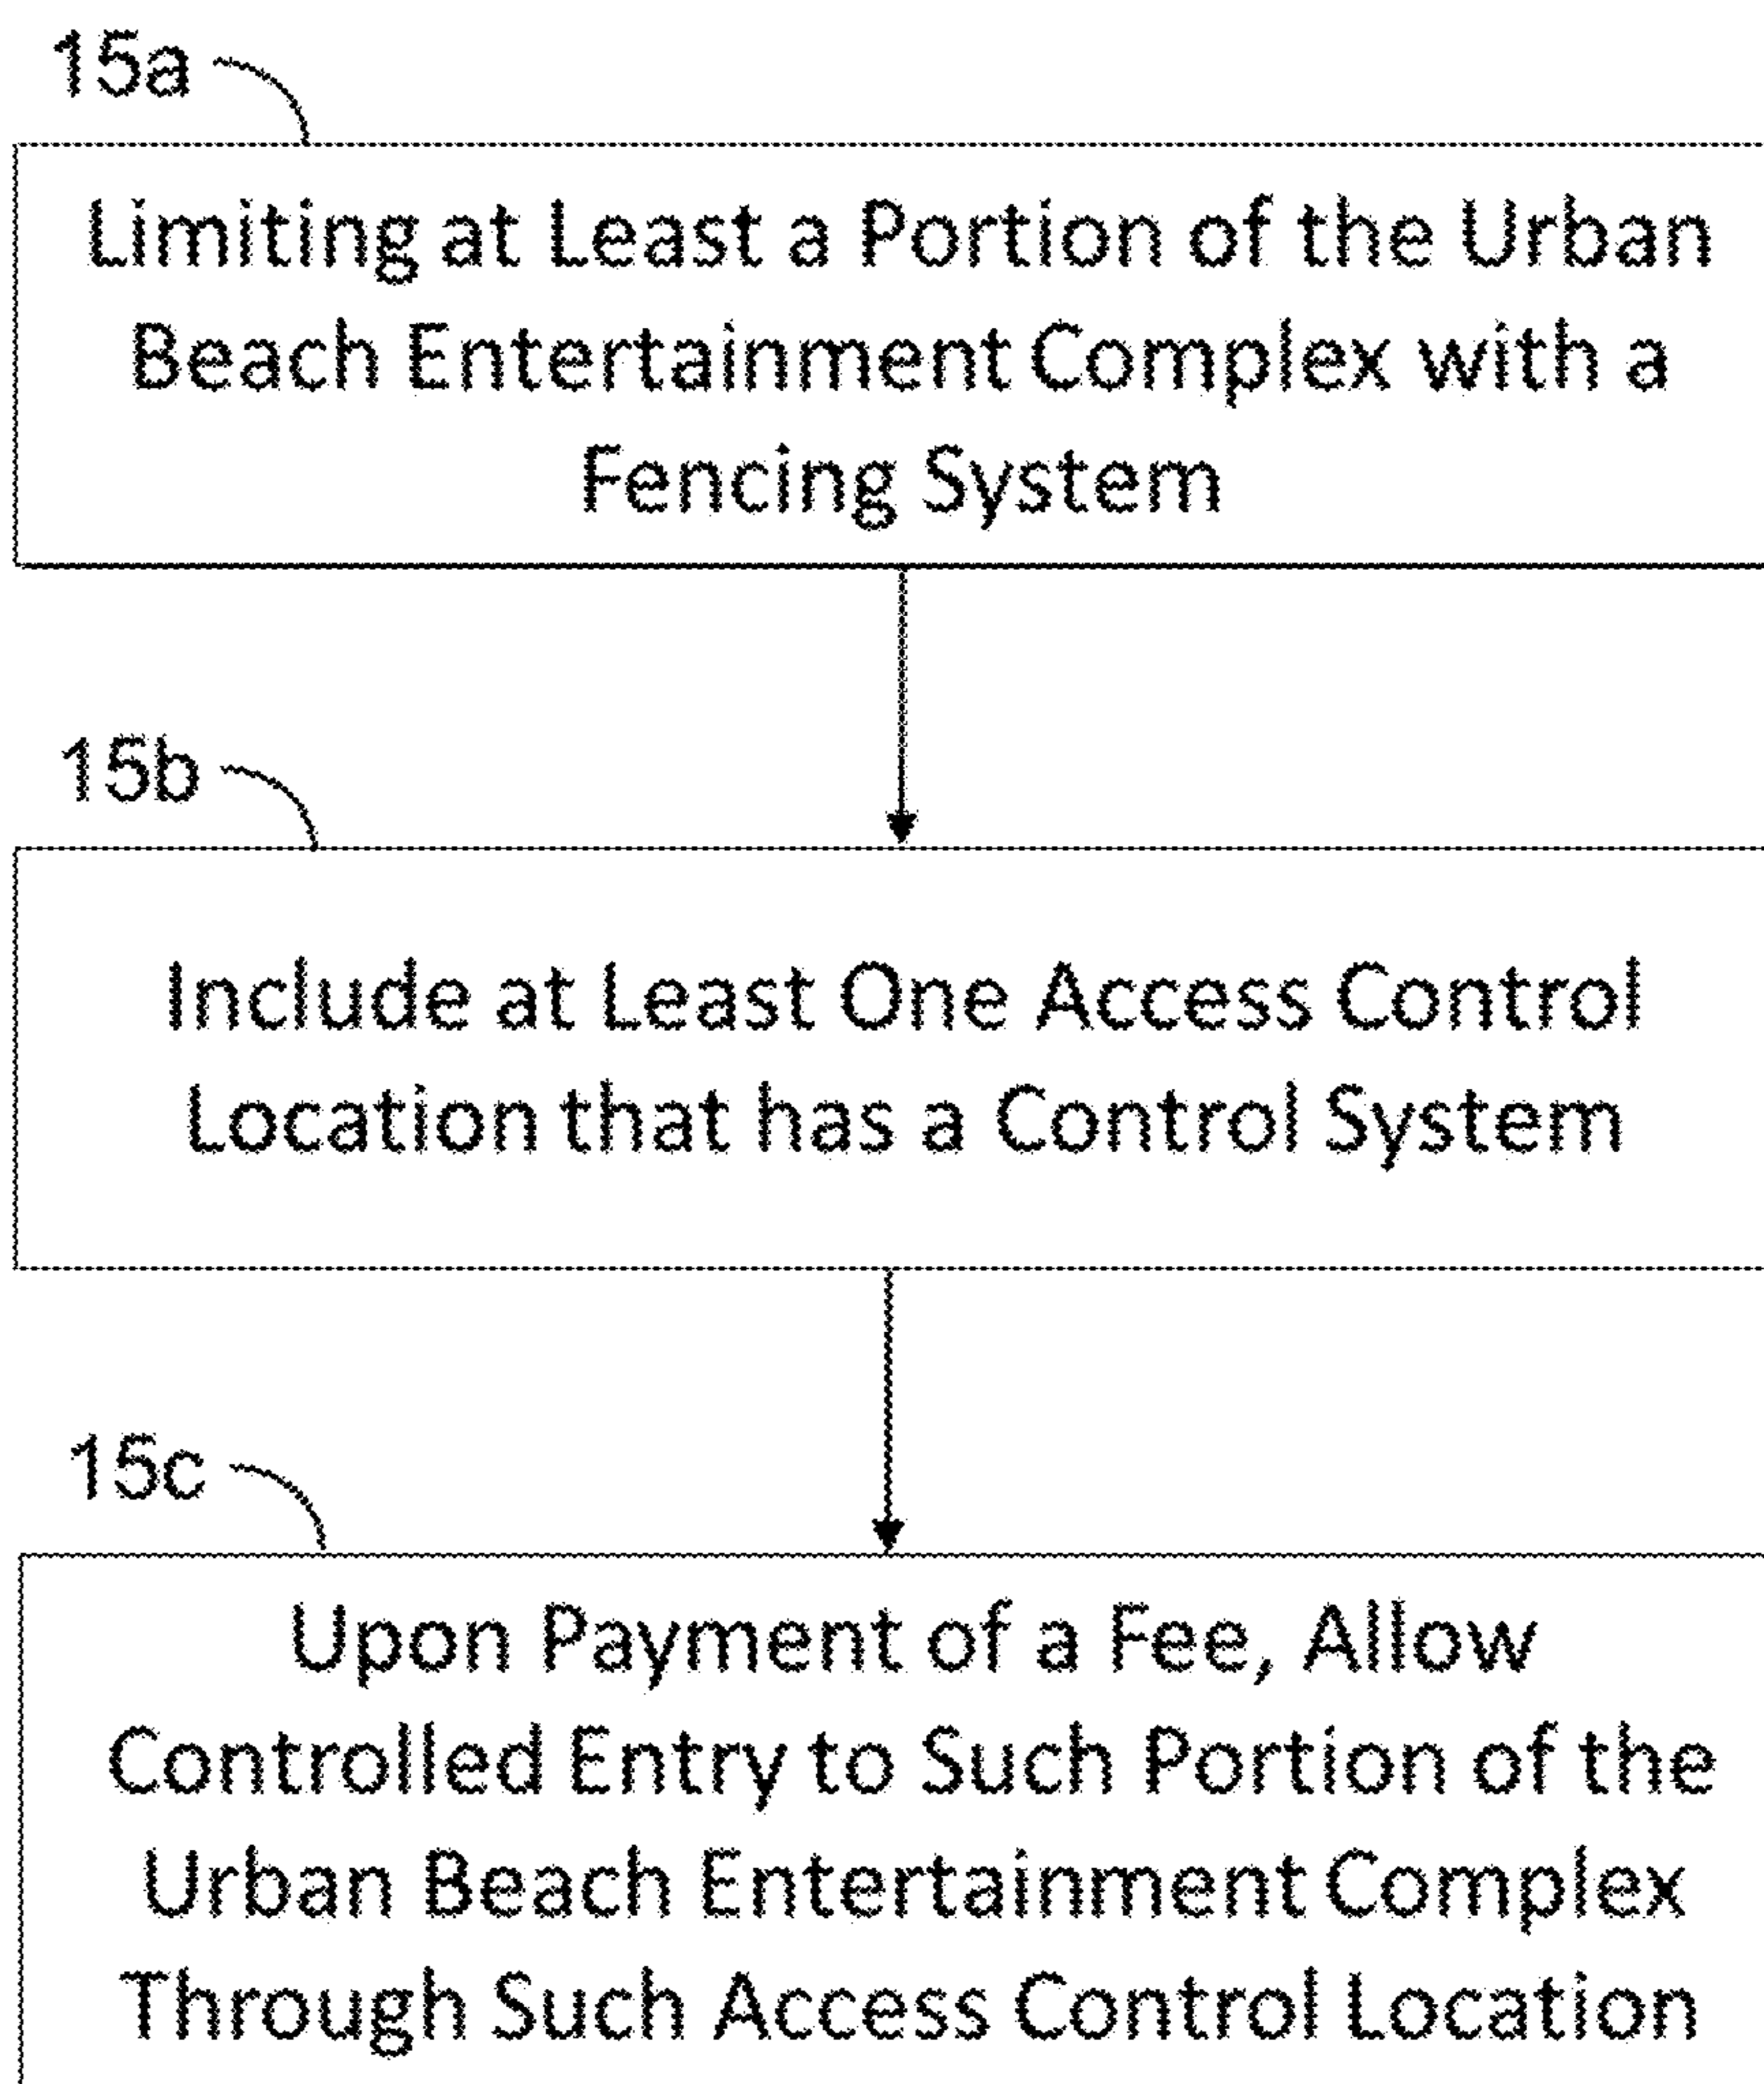 15a
Limiting at Least a Portion of the Urban
Beach Entertainment Complex with a
Fencing System
15b
Include at Least One Access Control
Location that has a Control System
15c
Upon Payment of a Fee, Allow
Controlled Entry to Such Portion of the
Urban Beach Entertainment Complex
Through Such Access Control Location